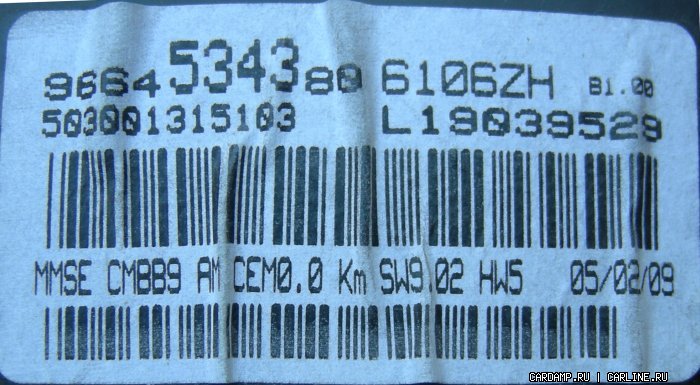 9664534380 6106ZH B1.00
503001315103 L19039529
MMSE CMBB9 AM CEM0.0 Km SW9.02 HW5 05/02/09
CARDAMP.RU | CARLINE.RU